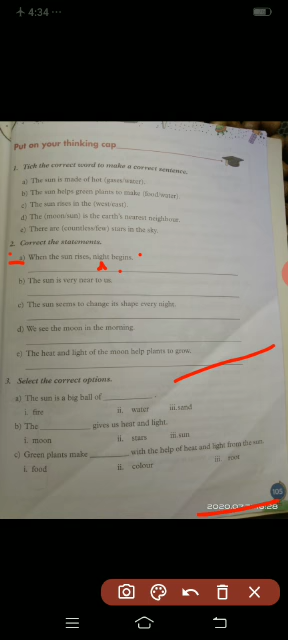 4:34 ...
Put on your thinking cap
1. Tick the correct word to make a correct sentence.
a) The sun is made of hot (gases/water).
b) The sun helps green plants to make (food/water).
c) The sun rises in the (west/east).
d) The (moon/sun) is the earth's nearest neighbour.
e) There are (countless/few) stars in the sky.
2. Correct the statements.
a) When the sun rises, night begins.
b) The sun is very near to us.
c) The sun seems to change its shape every night.
d) We see the moon in the morning.
e) The heat and light of the moon help plants to grow.
3. Select the correct options.
a) The sun is a big ball of ________ .
i. fire ii. water iii. sand
b) The ________ gives us heat and light.
i. moon ii. stars iii. sun
c) Green plants make ________ with the help of heat and light from the sun.
i. food ii. colour iii. root
105